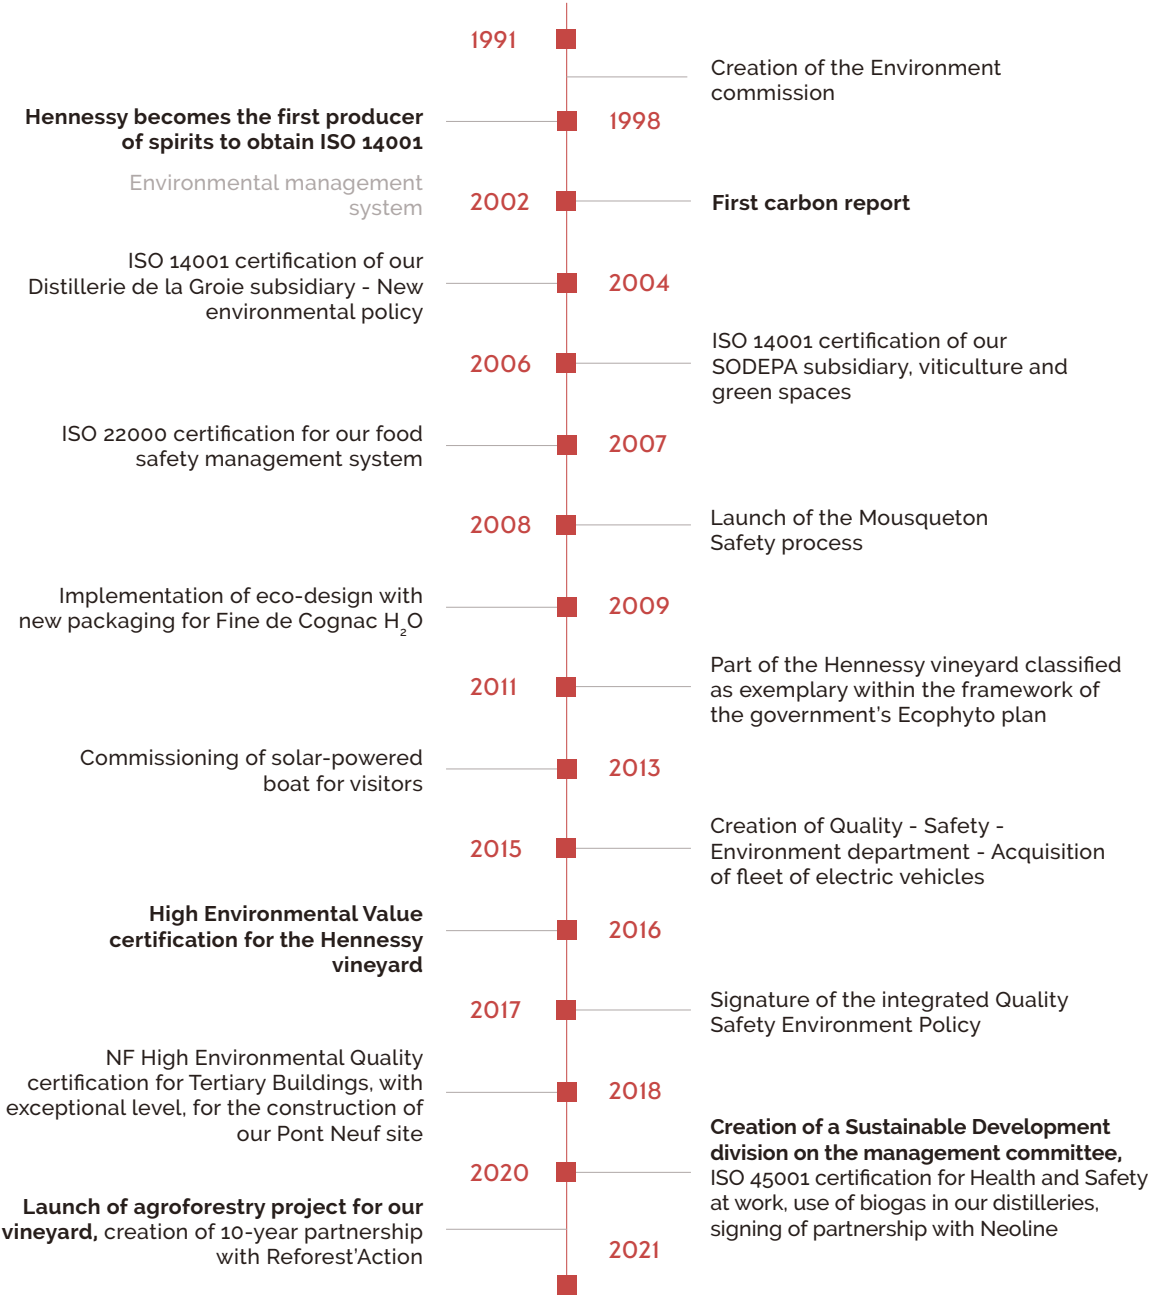 1991
Creation of the Environment
commission
Hennessy becomes the first producer
of spirits to obtain ISO 14001
Environmental management
system
1998
2002
First carbon report
ISO 14001 certification of our
Distillerie de la Groie subsidiary - New
environmental policy
2004
2006
ISO 14001 certification of our
SODEPA subsidiary, viticulture and
green spaces
ISO 22000 certification for our food
safety management system
2007
2008
Launch of the Mousqueton
Safety process
Implementation of eco-design with
new packaging for Fine de Cognac H₂O
2009
2011
Part of the Hennessy vineyard classified
as exemplary within the framework of
the government's Ecophyto plan
Commissioning of solar-powered
boat for visitors
2013
2015
Creation of Quality - Safety -
Environment department - Acquisition
of fleet of electric vehicles
High Environmental Value
certification for the Hennessy
vineyard
2016
2017
Signature of the integrated Quality
Safety Environment Policy
NF High Environmental Quality
certification for Tertiary Buildings, with
exceptional level, for the construction of
our Pont Neuf site
2018
2020
Creation of a Sustainable Development
division on the management committee,
ISO 45001 certification for Health and Safety
at work, use of biogas in our distilleries,
signing of partnership with Neoline
Launch of agroforestry project for our
vineyard, creation of 10-year partnership
with Reforest'Action
2021